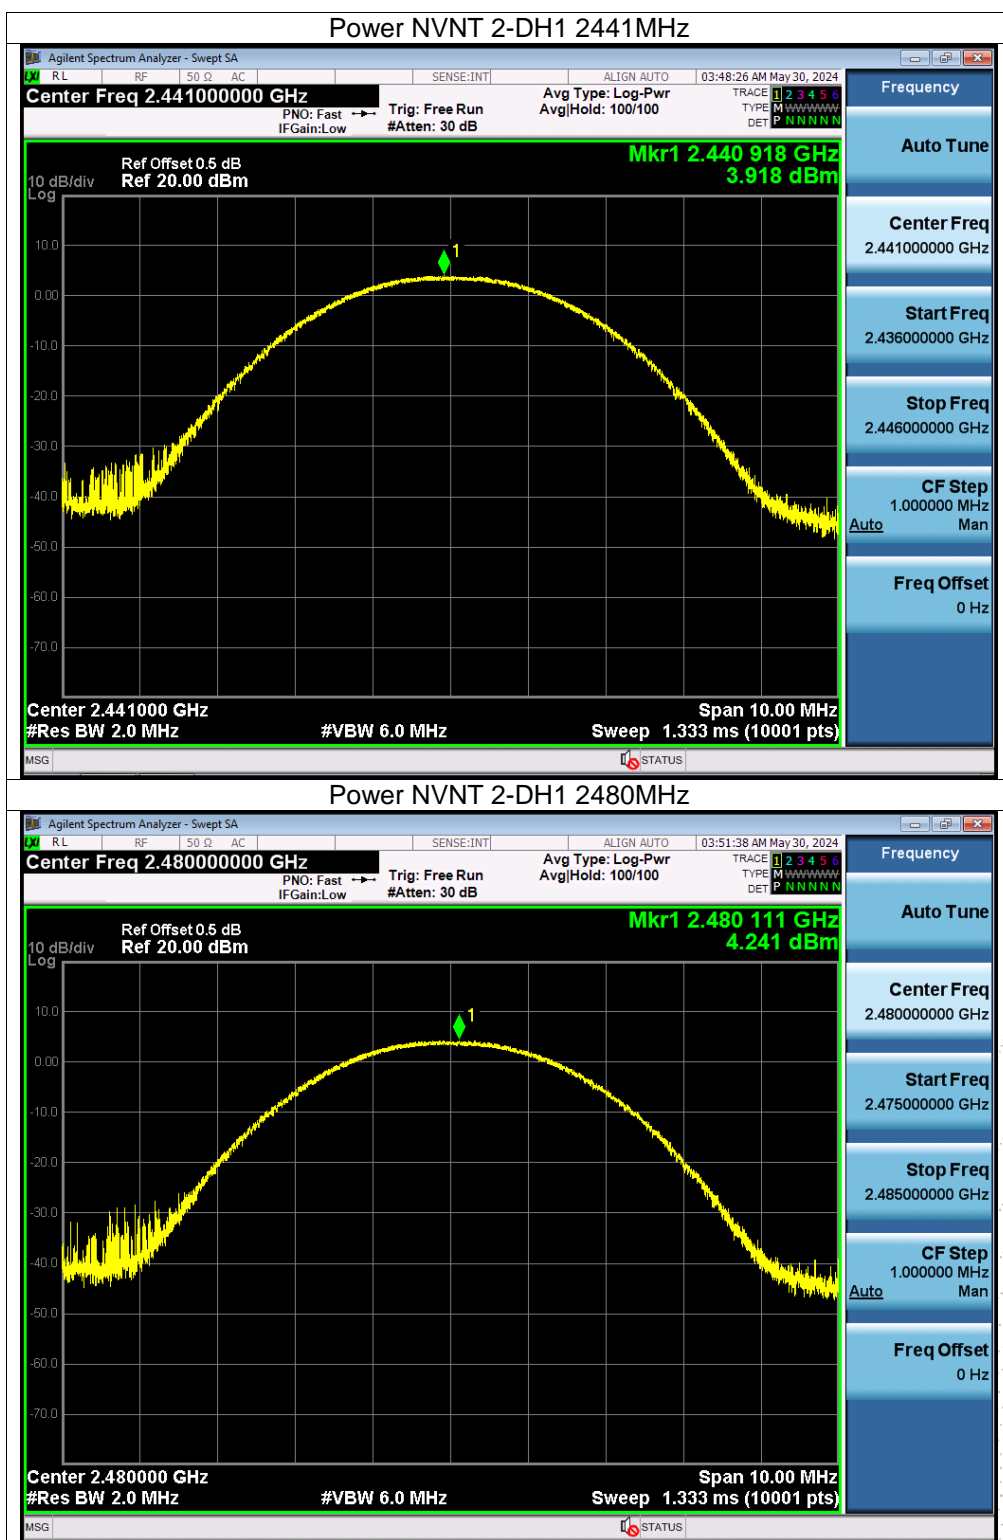 Power NVNT 2-DH1 2441MHz
Agilent Spectrum Analyzer - Swept SA
LXI RL RF 50 Ω AC SENSE:INT ALIGN AUTO 03:48:26 AM May 30, 2024
Center Freq 2.441000000 GHz
PNO: Fast
IFGain:Low
Trig: Free Run
#Atten: 30 dB
Avg Type: Log-Pwr
Avg|Hold: 100/100
TRACE 1 2 3 4 5 6
TYPE M WWWWW
DET P N N N N N
Frequency
Auto Tune
Center Freq
2.441000000 GHz
Start Freq
2.436000000 GHz
Stop Freq
2.446000000 GHz
CF Step
1.000000 MHz
Auto Man
Freq Offset
0 Hz
Mkr1 2.440 918 GHz
3.918 dBm
Ref Offset 0.5 dB
10 dB/div Ref 20.00 dBm
Log
1
10.0
0.00
-10.0
-20.0
-30.0
-40.0
-50.0
-60.0
-70.0
Center 2.441000 GHz Span 10.00 MHz
#Res BW 2.0 MHz #VBW 6.0 MHz Sweep 1.333 ms (10001 pts)
MSG STATUS
Power NVNT 2-DH1 2480MHz
Agilent Spectrum Analyzer - Swept SA
LXI RL RF 50 Ω AC SENSE:INT ALIGN AUTO 03:51:38 AM May 30, 2024
Center Freq 2.480000000 GHz
PNO: Fast
IFGain:Low
Trig: Free Run
#Atten: 30 dB
Avg Type: Log-Pwr
Avg|Hold: 100/100
TRACE 1 2 3 4 5 6
TYPE M WWWWW
DET P N N N N N
Frequency
Auto Tune
Center Freq
2.480000000 GHz
Start Freq
2.475000000 GHz
Stop Freq
2.485000000 GHz
CF Step
1.000000 MHz
Auto Man
Freq Offset
0 Hz
Mkr1 2.480 111 GHz
4.241 dBm
Ref Offset 0.5 dB
10 dB/div Ref 20.00 dBm
Log
1
10.0
0.00
-10.0
-20.0
-30.0
-40.0
-50.0
-60.0
-70.0
Center 2.480000 GHz Span 10.00 MHz
#Res BW 2.0 MHz #VBW 6.0 MHz Sweep 1.333 ms (10001 pts)
MSG STATUS